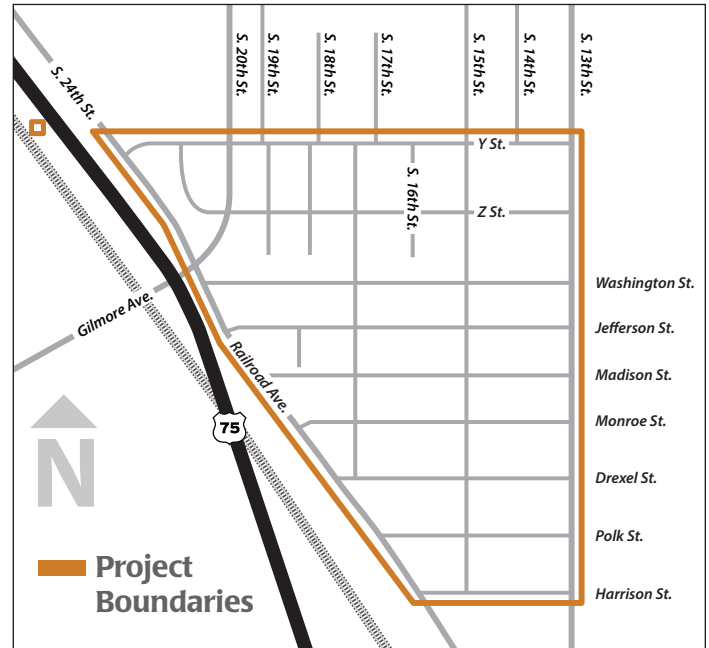 S. 24th St.
S. 20th St.
S. 19th St.
S. 18th St.
S. 17th St.
S. 15th St.
S. 14th St.
S. 13th St.
Y St.
S. 16th St.
Z St.
Washington St.
Gilmore Ave.
Jefferson St.
Railroad Ave.
Madison St.
75
Monroe St.
N
Drexel St.
Polk St.
Project
Boundaries
Harrison St.